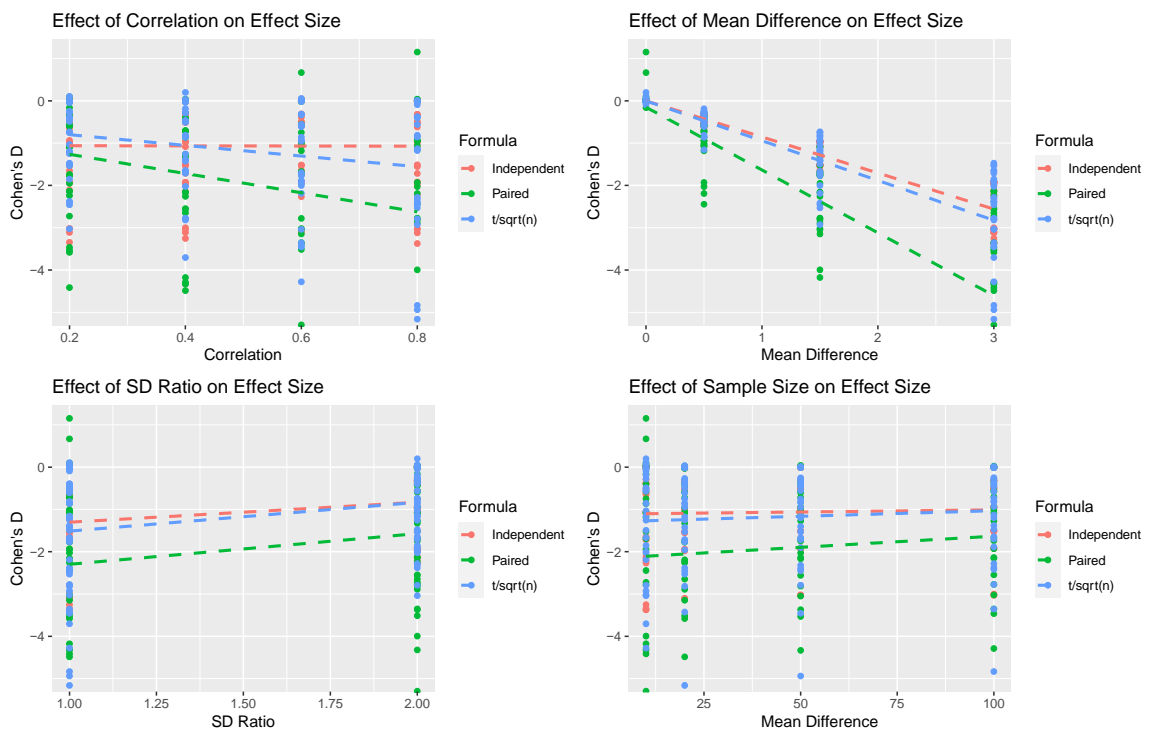 Effect of Correlation on Effect Size
Cohen's D
0
−2
−4
0.2 0.4 0.6 0.8
Correlation
Formula
Independent
Paired
t/sqrt(n)
Effect of Mean Difference on Effect Size
Cohen's D
0
−2
−4
0 1 2 3
Mean Difference
Formula
Independent
Paired
t/sqrt(n)
Effect of SD Ratio on Effect Size
Cohen's D
0
−2
−4
1.00 1.25 1.50 1.75 2.00
SD Ratio
Formula
Independent
Paired
t/sqrt(n)
Effect of Sample Size on Effect Size
Cohen's D
0
−2
−4
25 50 75 100
Mean Difference
Formula
Independent
Paired
t/sqrt(n)